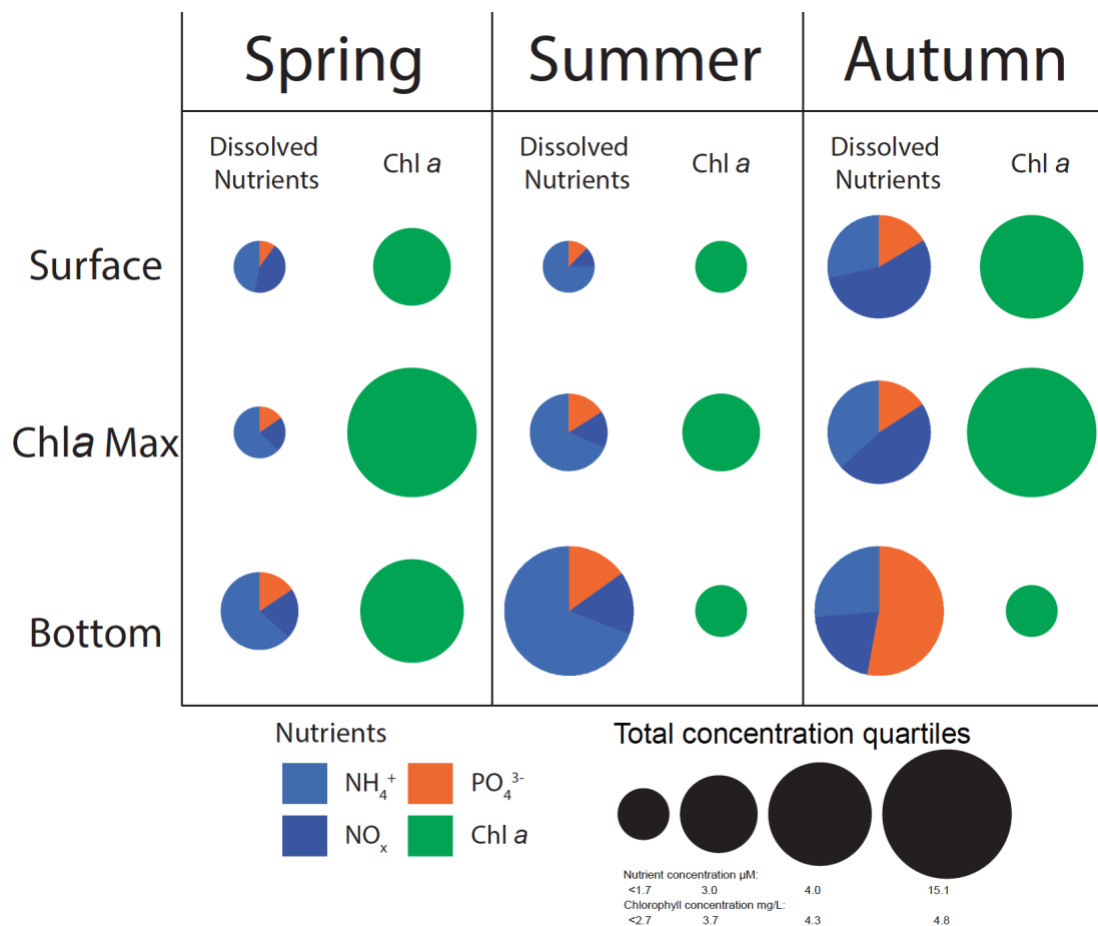 Spring Summer Autumn
Dissolved Nutrients Chl a Dissolved Nutrients Chl a Dissolved Nutrients Chl a
Surface
Chla Max
Bottom
Nutrients
NH₄⁺ PO₄³⁻
NOₓ Chl a
Total concentration quartiles
Nutrient concentration µM:
<1.7 3.0 4.0 15.1
Chlorophyll concentration mg/L:
<2.7 3.7 4.3 4.8